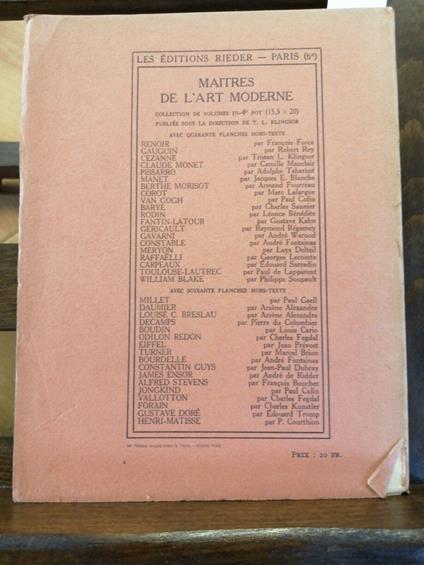 LES ÉDITIONS RIEDER — PARIS (6e)
MAITRES
DE L'ART MODERNE
COLLECTION DE VOLUMES IN-4° POT (15,5 × 20)
PUBLIÉE SOUS LA DIRECTION DE T. L. KLINGSOR
AVEC QUARANTE PLANCHES HORS-TEXTE
RENOIR par François Fosca
GAUGUIN par Robert Rey
CEZANNE par Tristan L. Klingsor
CLAUDE MONET par Camille Mauclair
PISSARRO par Adolphe Tabarant
MANET par Jacques E. Blanche
BERTHE MORISOT par Armand Fourreau
COROT par Marc Lafargue
VAN GOGH par Paul Colin
BARYE par Charles Saunier
RODIN par Léonce Bénédite
FANTIN-LATOUR par Gustave Kahn
GERICAULT par Raymond Régamey
GAVARNI par André Warnod
CONSTABLE par André Fontainas
MERYON par Loys Delteil
RAFFAËLLI par Georges Lecomte
CARPEAUX par Edouard Sarradin
TOULOUSE-LAUTREC par Paul de Lapparent
WILLIAM BLAKE par Philippe Soupault
AVEC SOIXANTE PLANCHES HORS-TEXTE
MILLET par Paul Gsell
DAUMIER par Arsène Alexandre
LOUISE C. BRESLAU par Arsène Alexandre
DECAMPS par Pierre du Colombier
BOUDIN par Louis Cario
ODILON REDON par Charles Fegdal
EIFFEL par Jean Prévost
TURNER par Marcel Brion
BOURDELLE par André Fontainas
CONSTANTIN GUYS par Jean-Paul Dubray
JAMES ENSOR par André de Ridder
ALFRED STEVENS par François Boucher
JONGKIND par Paul Colin
VALLOTTON par Charles Fegdal
FORAIN par Charles Kunstler
GUSTAVE DORÉ par Edouard Tromp
HENRI-MATISSE par P. Courthion
PRIX : 20 FR.